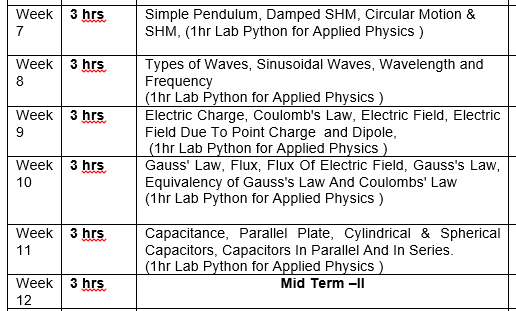 Week 3 hrs Simple Pendulum, Damped SHM, Circular Motion &
7 SHM, (1hr Lab Python for Applied Physics )
Week 3 hrs Types of Waves, Sinusoidal Waves, Wavelength and
8 Frequency
(1hr Lab Python for Applied Physics )
Week 3 hrs Electric Charge, Coulomb's Law, Electric Field, Electric
9 Field Due To Point Charge and Dipole,
(1hr Lab Python for Applied Physics )
Week 3 hrs Gauss' Law, Flux, Flux Of Electric Field, Gauss's Law,
10 Equivalency of Gauss's Law And Coulombs' Law
(1hr Lab Python for Applied Physics )
Week 3 hrs Capacitance, Parallel Plate, Cylindrical & Spherical
11 Capacitors, Capacitors In Parallel And In Series.
(1hr Lab Python for Applied Physics )
Week 3 hrs Mid Term –II
12